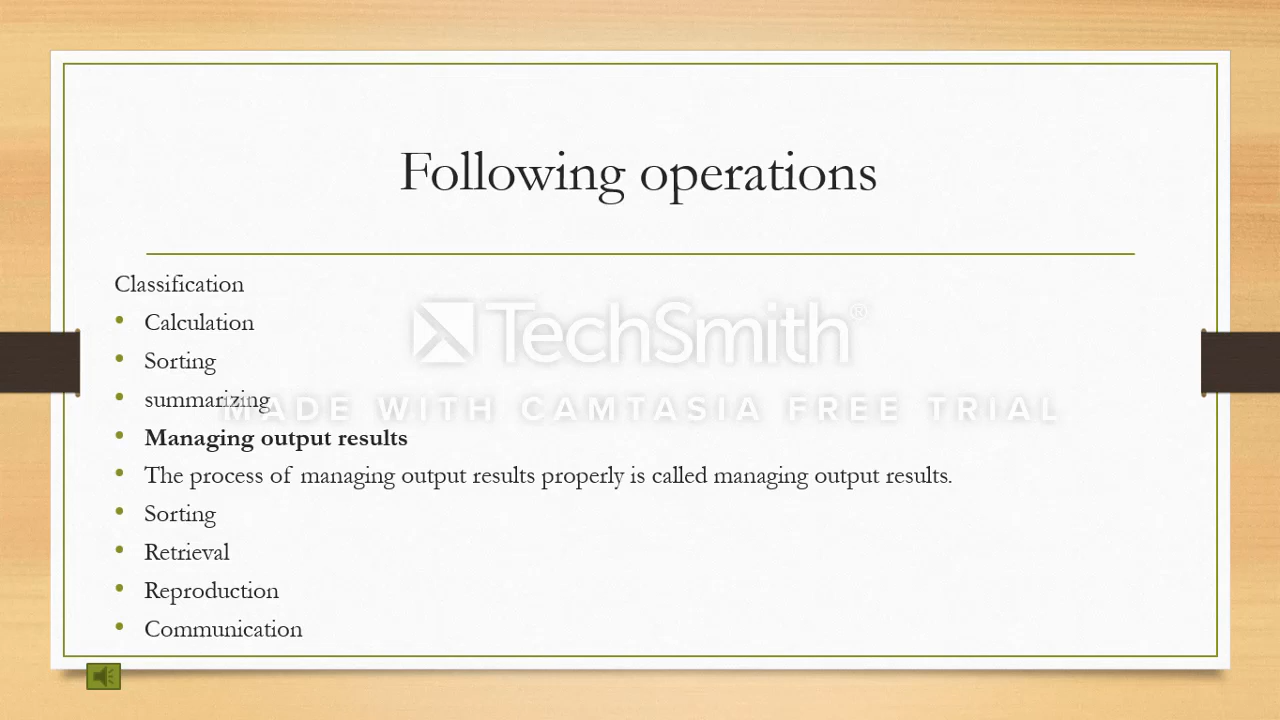 Following operations
Classification
• Calculation
TechSmith®
• Sorting
• summarizing
MADE WITH CAMTASIA FREE TRIAL
• Managing output results
• The process of managing output results properly is called managing output results.
• Sorting
• Retrieval
• Reproduction
• Communication